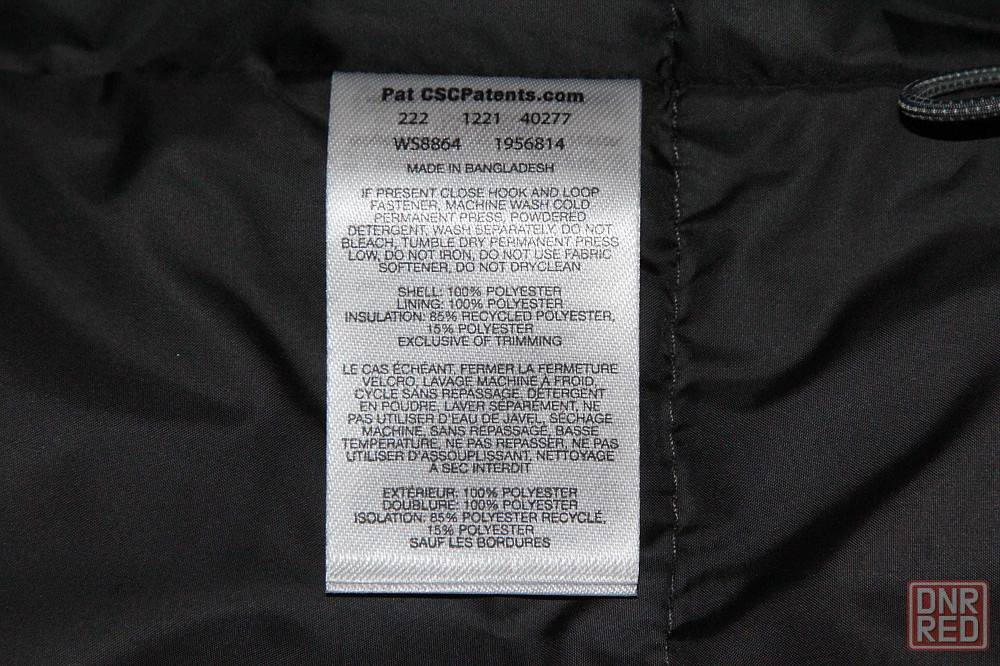 Pat CSCPatents.com
222 1221 40277
WS8864 1956814
MADE IN BANGLADESH
IF PRESENT CLOSE HOOK AND LOOP
FASTENER, MACHINE WASH COLD
PERMANENT PRESS, POWDERED
DETERGENT, WASH SEPARATELY, DO NOT
BLEACH, TUMBLE DRY PERMANENT PRESS
LOW, DO NOT IRON, DO NOT USE FABRIC
SOFTENER, DO NOT DRYCLEAN
SHELL: 100% POLYESTER
LINING: 100% POLYESTER
INSULATION: 85% RECYCLED POLYESTER,
15% POLYESTER
EXCLUSIVE OF TRIMMING
LE CAS ÉCHÉANT, FERMER LA FERMETURE
VELCRO, LAVAGE MACHINE À FROID,
CYCLE SANS REPASSAGE, DÉTERGENT
EN POUDRE, LAVER SÉPARÉMENT, NE
PAS UTILISER D'EAU DE JAVEL, SÉCHAGE
MACHINE, SANS REPASSAGE, BASSE
TEMPÉRATURE, NE PAS REPASSER, NE PAS
UTILISER D'ASSOUPLISSANT, NETTOYAGE
À SEC INTERDIT
EXTÉRIEUR: 100% POLYESTER
DOUBLURE: 100% POLYESTER
ISOLATION: 85% POLYESTER RECYCLÉ,
15% POLYESTER
SAUF LES BORDURES
DNR
RED